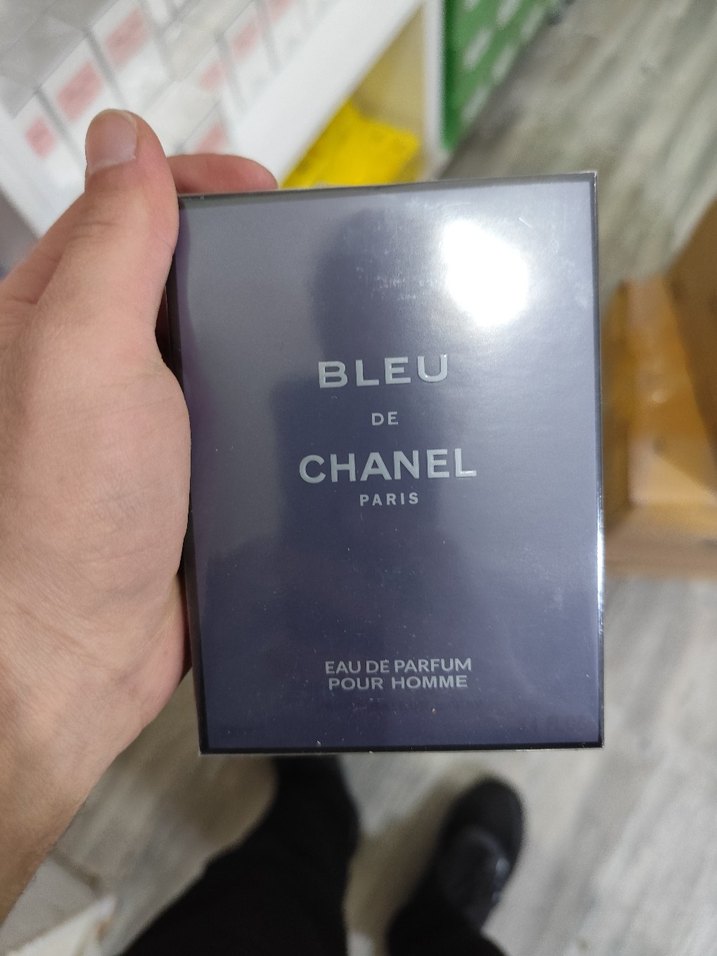 BLEU
DE
CHANEL
PARIS
EAU DE PARFUM
POUR HOMME